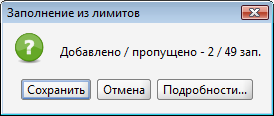 Заполнение из лимитов
Добавлено / пропущено - 2 / 49 зап.
Сохранить Отмена Подробности...